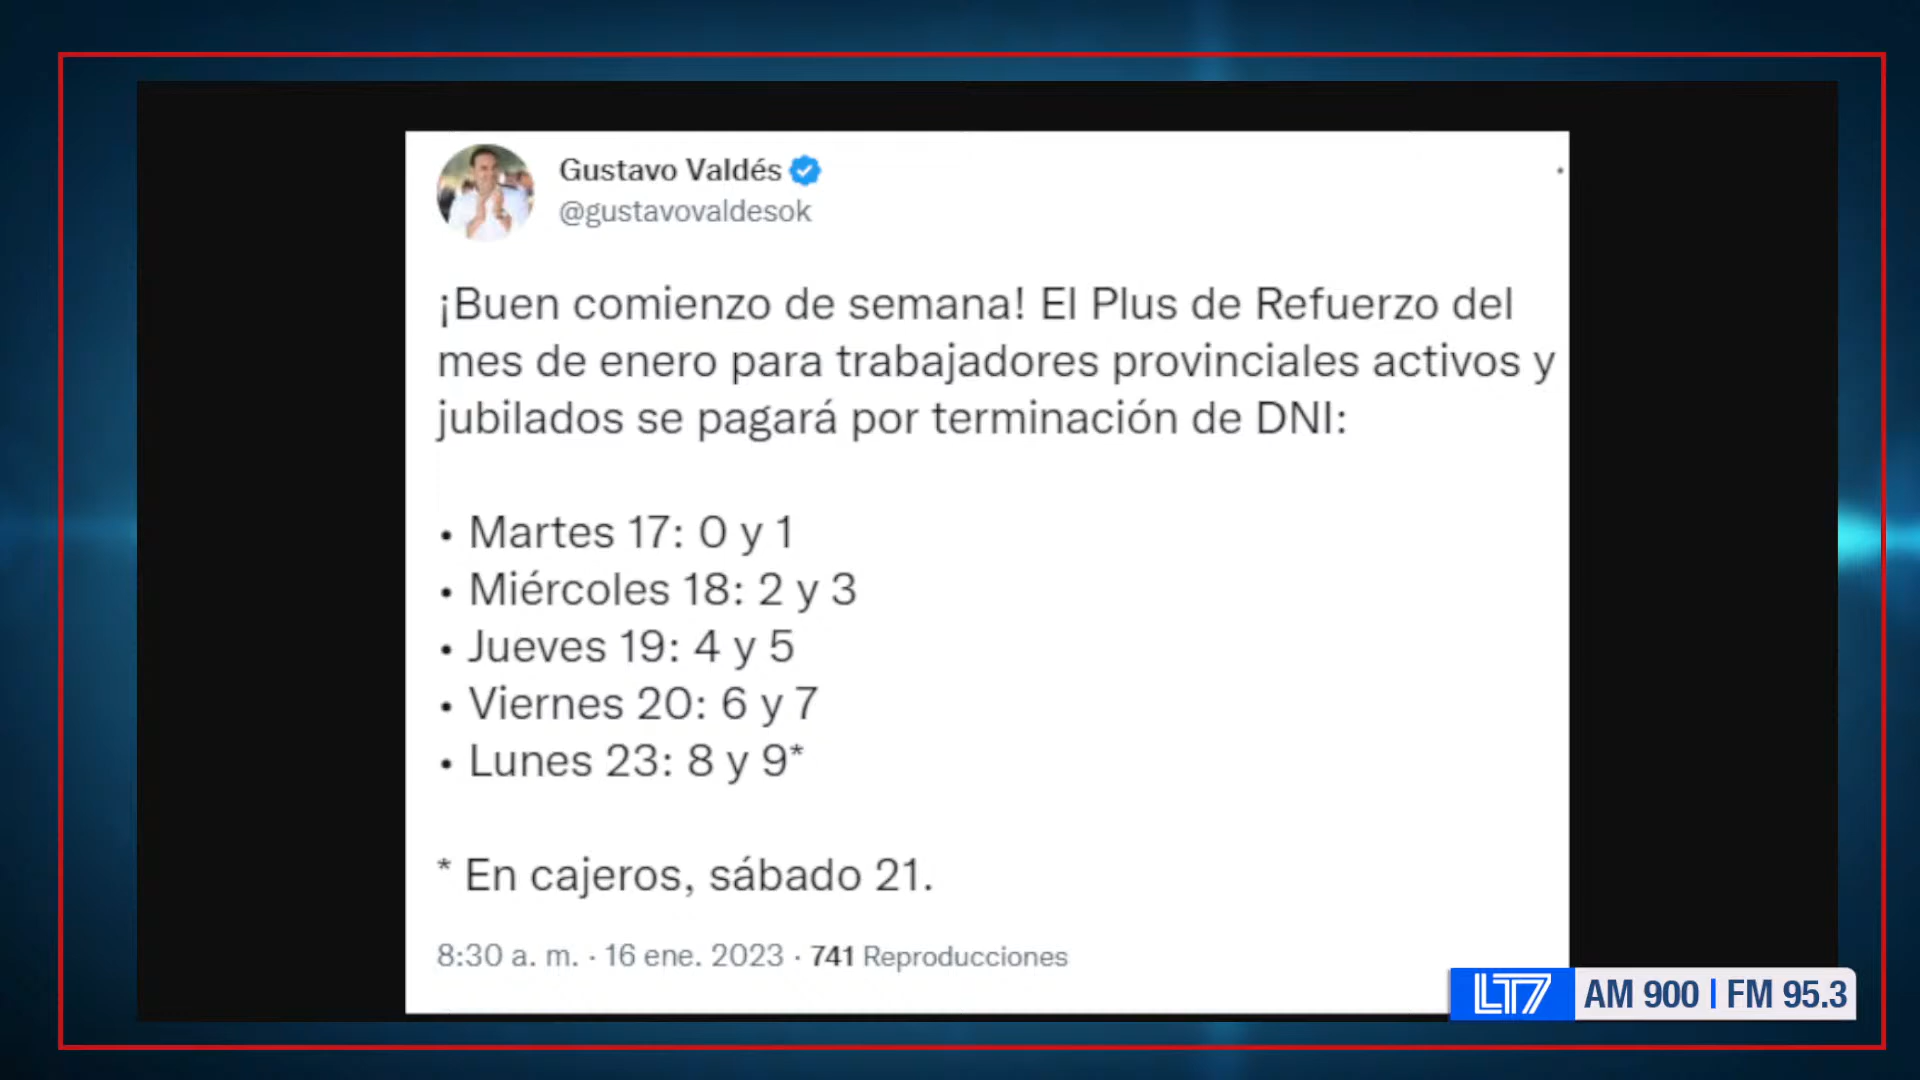 Gustavo Valdés
@gustavovaldesok
¡Buen comienzo de semana! El Plus de Refuerzo del
mes de enero para trabajadores provinciales activos y
jubilados se pagará por terminación de DNI:
• Martes 17: 0 y 1
• Miércoles 18: 2 y 3
• Jueves 19: 4 y 5
• Viernes 20: 6 y 7
• Lunes 23: 8 y 9*
* En cajeros, sábado 21.
8:30 a. m. · 16 ene. 2023 · 741 Reproducciones
LT7 AM 900 | FM 95.3